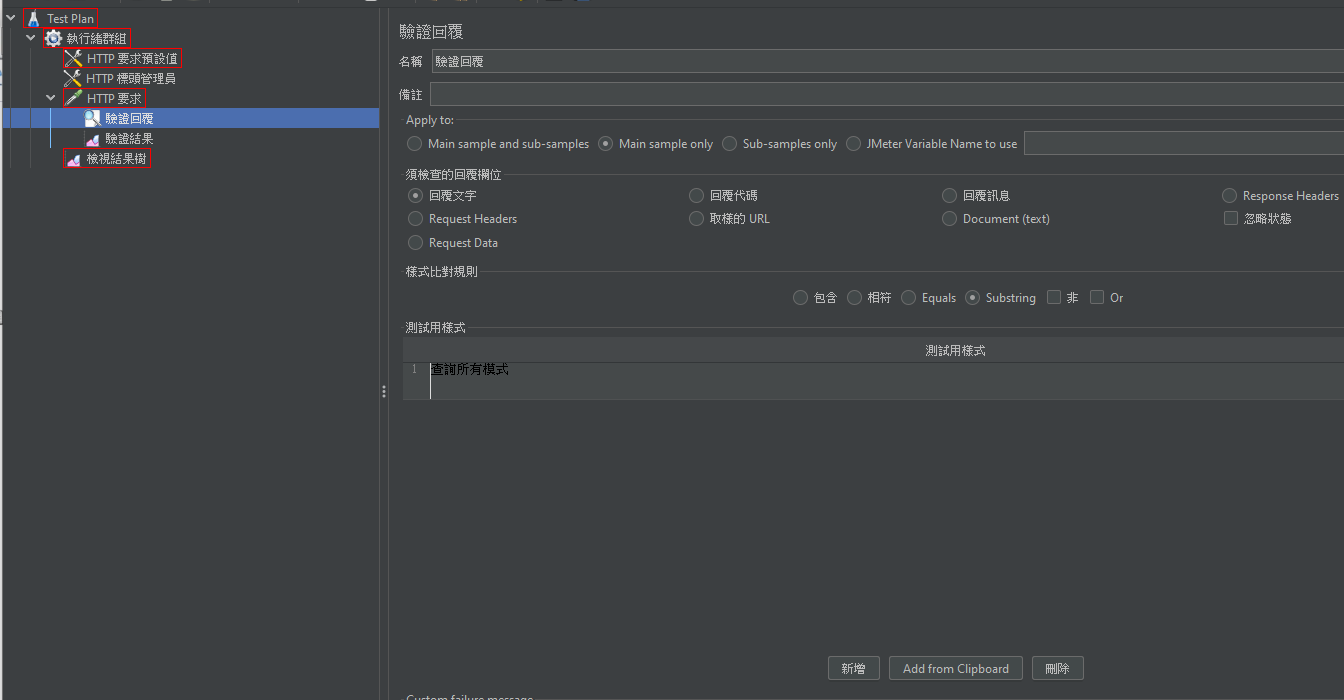 Test Plan
執行緒群組
HTTP 要求預設值
HTTP 標頭管理員
HTTP 要求
驗證回覆
驗證結果
檢視結果樹
驗證回覆
名稱 驗證回覆
備註
Apply to:
Main sample and sub-samples Main sample only Sub-samples only JMeter Variable Name to use
須檢查的回覆欄位
回覆文字 回覆代碼 回覆訊息 Response Headers
Request Headers 取樣的 URL Document (text) 忽略狀態
Request Data
樣式比對規則
包含 相符 Equals Substring 非 Or
測試用樣式
測試用樣式
1 查詢所有模式
新增 Add from Clipboard 刪除
Custom failure message